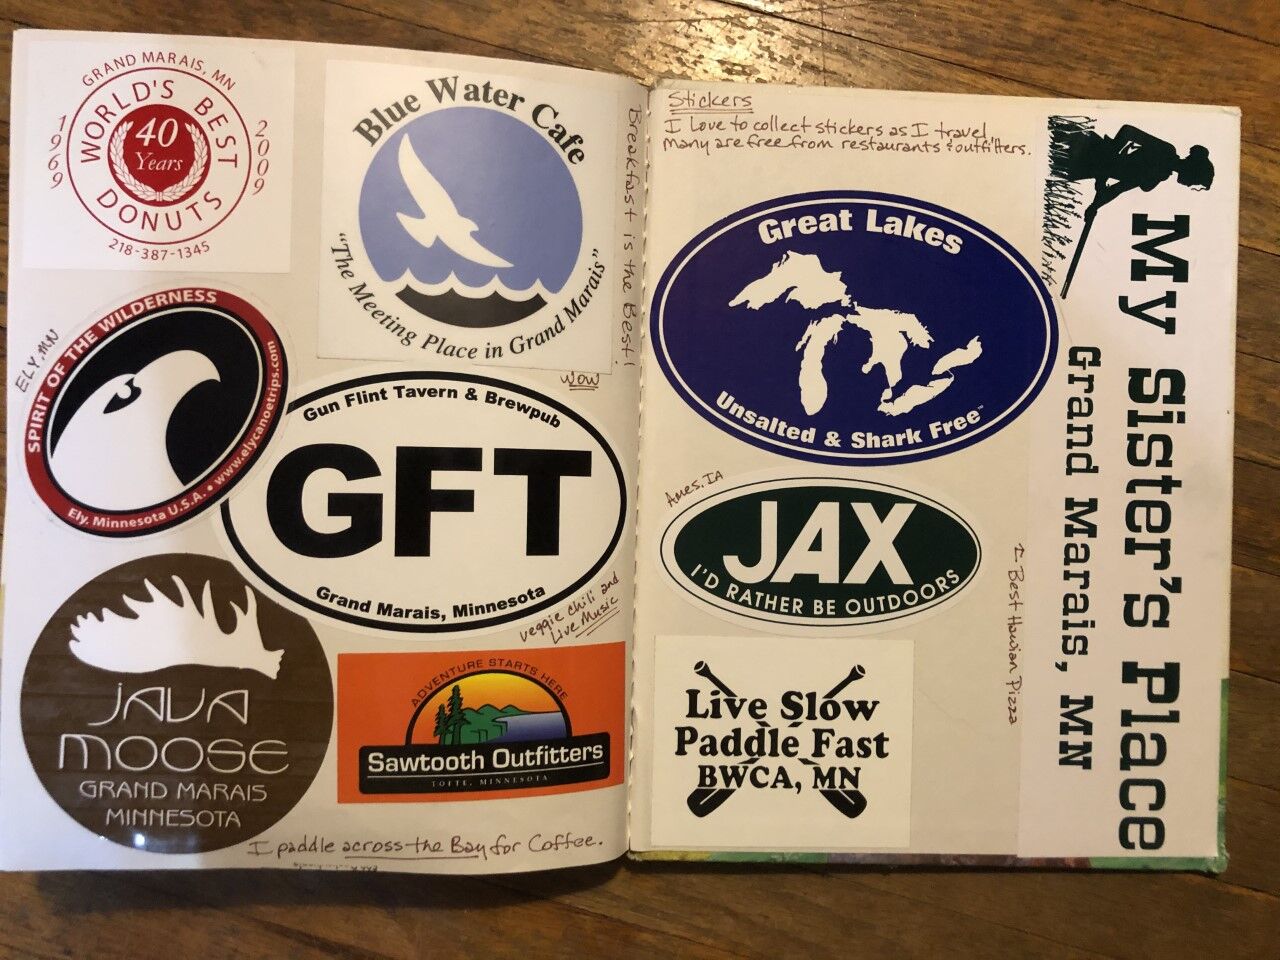 GRAND MARAIS, MN
WORLD'S BEST
1969
40
Years
2009
DONUTS
218-387-1345
Blue Water Cafe
"The Meeting Place in Grand Marais"
Breakfast is the Best!
WOW
ELY, MN
SPIRIT OF THE WILDERNESS
Ely, Minnesota U.S.A. • www.elycanoetrips.com
Gun Flint Tavern & Brewpub
GFT
Grand Marais, Minnesota
veggie chili and
Live Music
JAVA
MOOSE
GRAND MARAIS
MINNESOTA
ADVENTURE STARTS HERE
Sawtooth Outfitters
TOFTE, MINNESOTA
I paddle across the Bay for Coffee.
Stickers
I Love to collect stickers as I travel
Many are free from restaurants & outfitters.
Great Lakes
Unsalted & Shark Free™
Ames, IA
JAX
I'D RATHER BE OUTDOORS
Live Slow
Paddle Fast
BWCA, MN
← Best Hawian Pizza
My Sister's Place
Grand Marais, MN